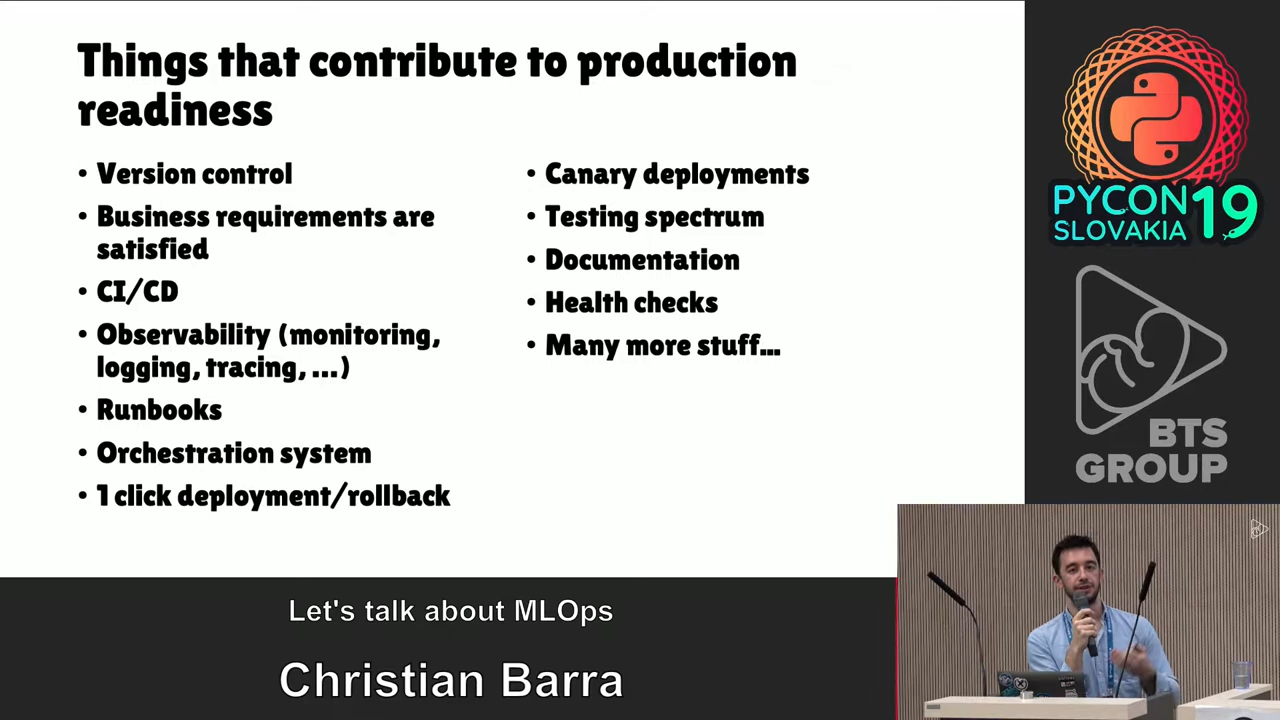 Things that contribute to production
readiness
• Version control
• Business requirements are
satisfied
• CI/CD
• Observability (monitoring,
logging, tracing, ...)
• Runbooks
• Orchestration system
• 1 click deployment/rollback
• Canary deployments
• Testing spectrum
• Documentation
• Health checks
• Many more stuff...
PYCON 19
SLOVAKIA
BTS
GROUP
Let's talk about MLOps
Christian Barra